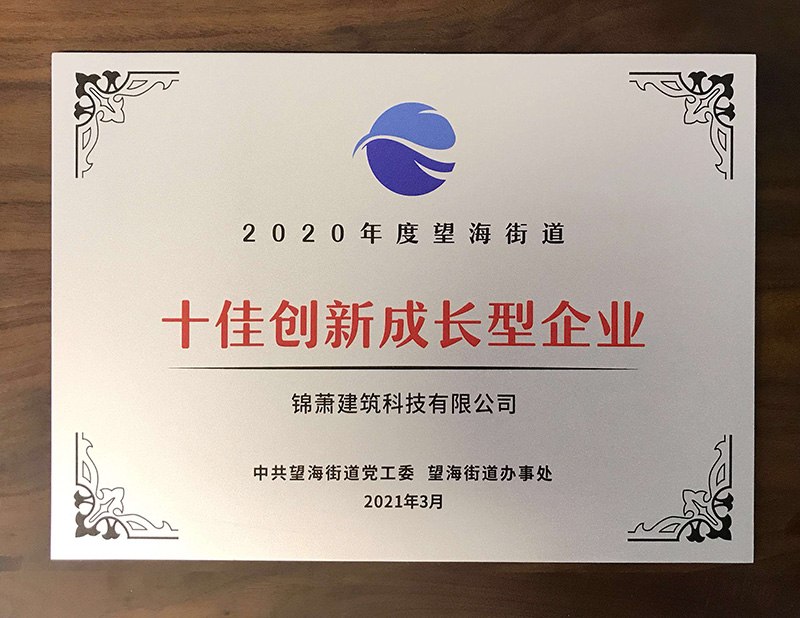 2020年度望海街道
十佳创新成长型企业
锦萧建筑科技有限公司
中共望海街道党工委 望海街道办事处
2021年3月